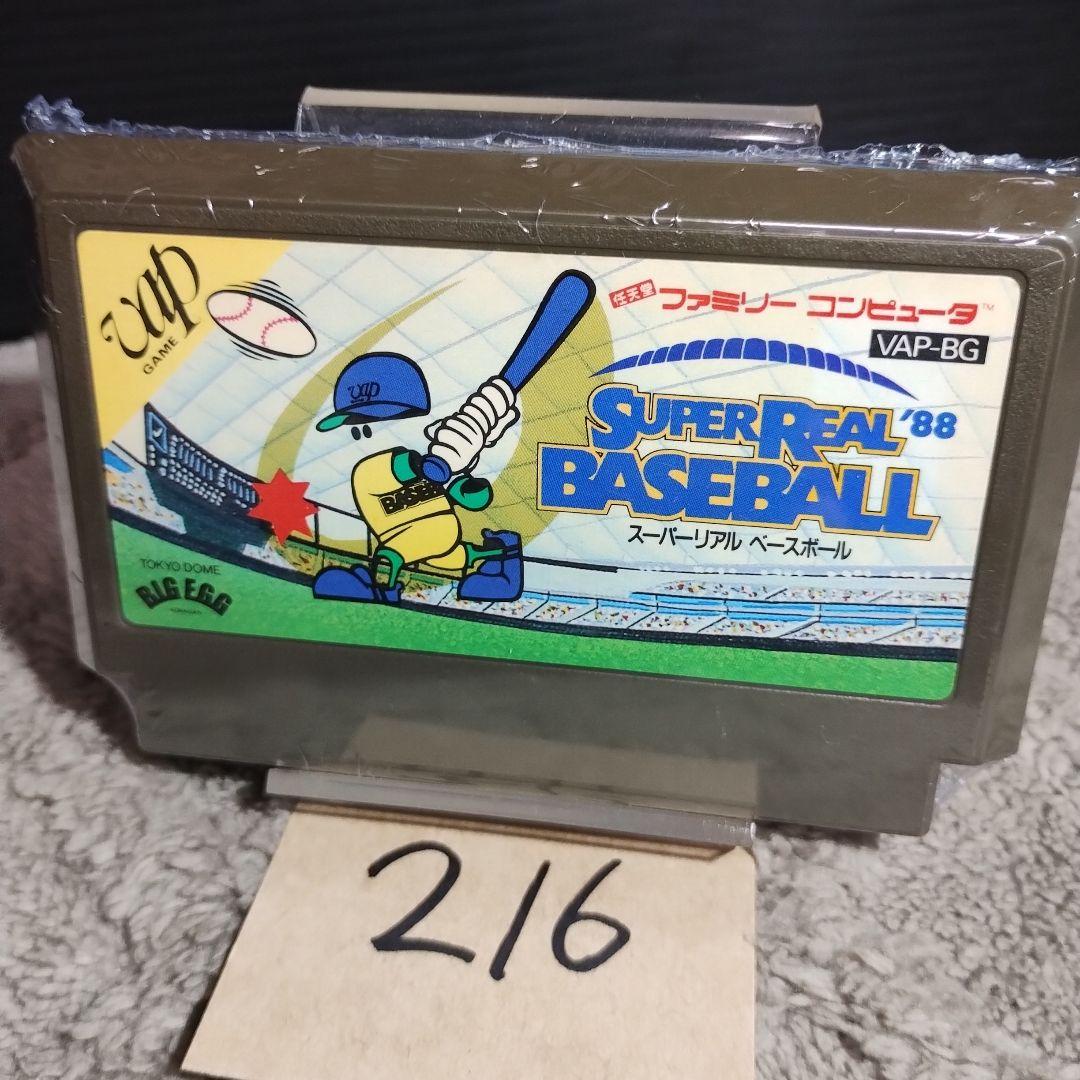 vap
GAME
任天堂 ファミリー コンピュータ™
VAP-BG
vap
SUPER REAL '88
BASEBALL
スーパーリアル ベースボール
TOKYO DOME
BIG EGG
216